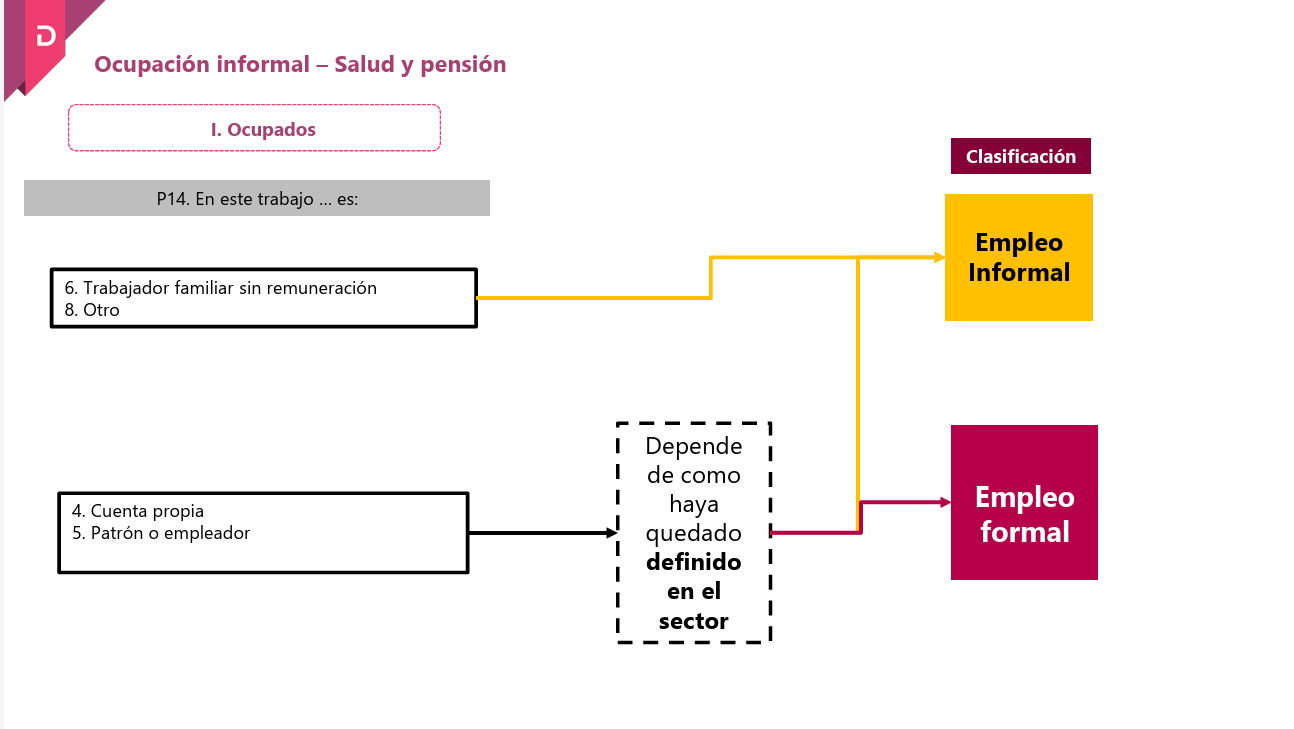 D
Ocupación informal – Salud y pensión
I. Ocupados
Clasificación
P14. En este trabajo ... es:
Empleo
Informal
6. Trabajador familiar sin remuneración
8. Otro
Depende
de como
haya
quedado
definido
en el
sector
4. Cuenta propia
5. Patrón o empleador
Empleo
formal